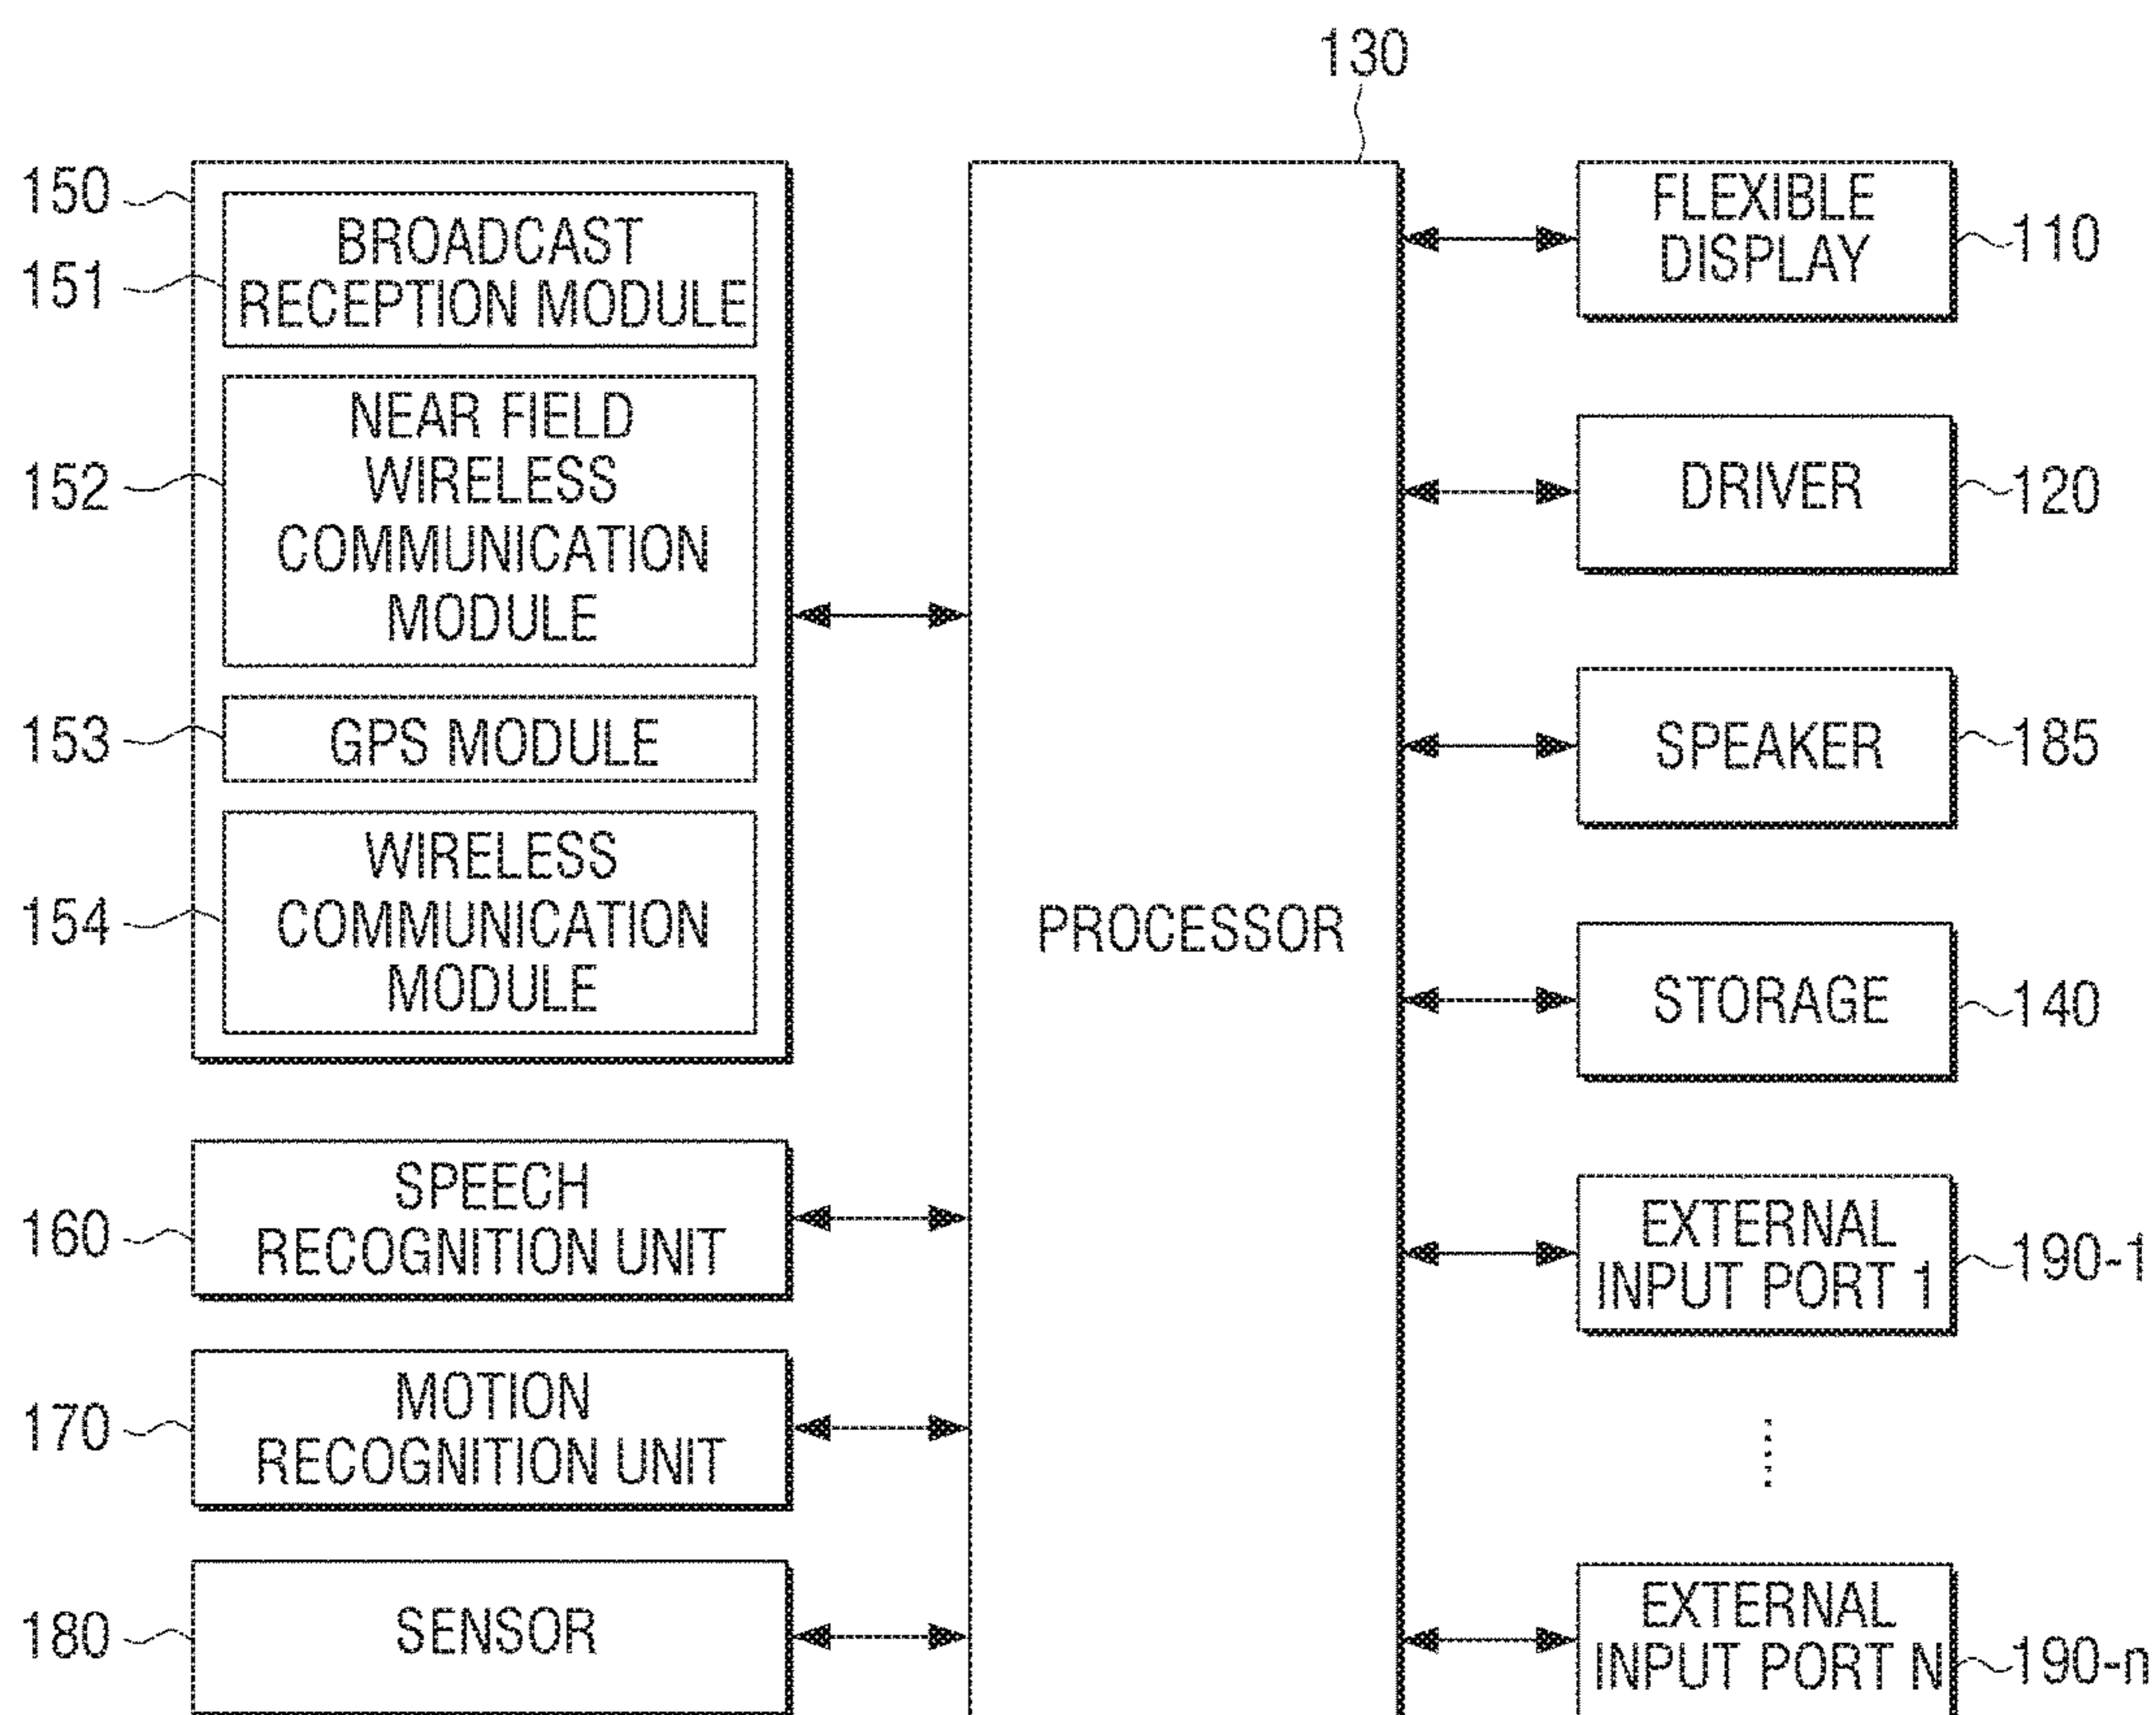 130
150
BROADCAST
RECEPTION MODULE
151
NEAR FIELD
WIRELESS
COMMUNICATION
MODULE
152
GPS MODULE
153
WIRELESS
COMMUNICATION
MODULE
154
SPEECH
RECOGNITION UNIT
160
MOTION
RECOGNITION UNIT
170
SENSOR
180
PROCESSOR
FLEXIBLE
DISPLAY
110
DRIVER
120
SPEAKER
185
STORAGE
140
EXTERNAL
INPUT PORT 1
190-1
EXTERNAL
INPUT PORT N
190-n